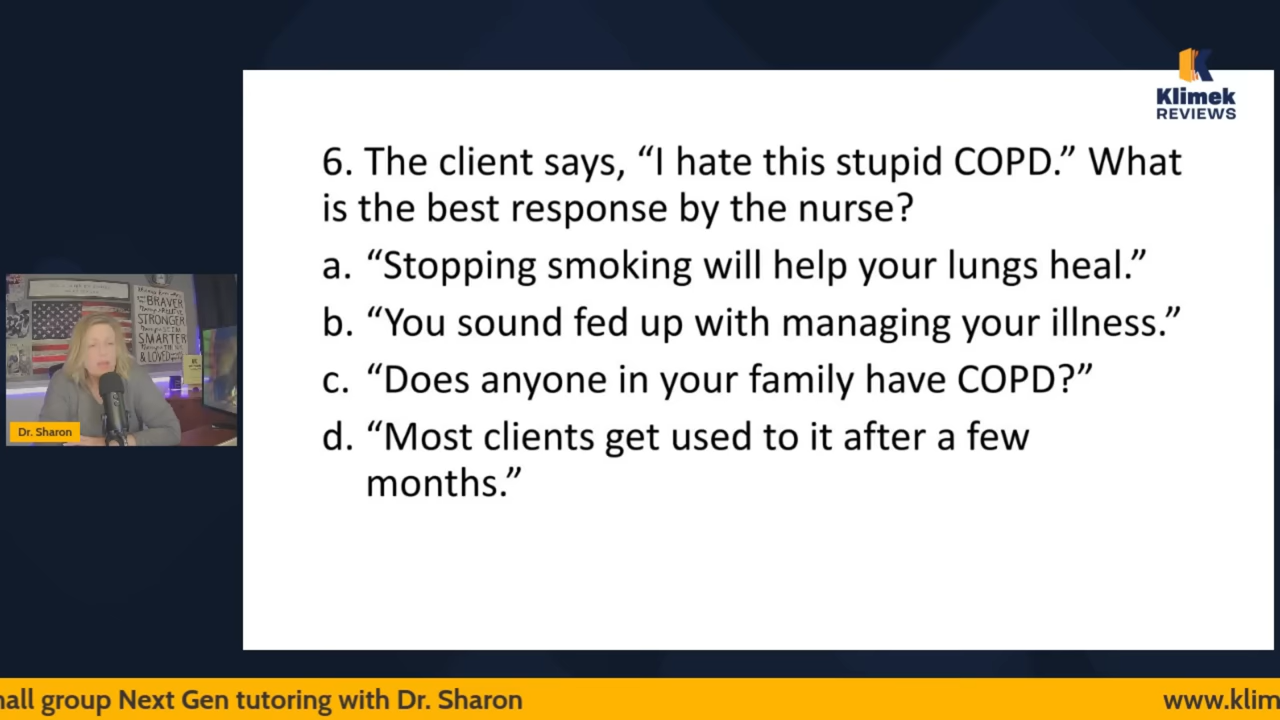 Klimek
REVIEWS
6. The client says, “I hate this stupid COPD.” What
is the best response by the nurse?
a. “Stopping smoking will help your lungs heal.”
b. “You sound fed up with managing your illness.”
c. “Does anyone in your family have COPD?”
d. “Most clients get used to it after a few
months.”
BRAVER
STRONGER
SMARTER
& LOVED
Dr. Sharon
nall group Next Gen tutoring with Dr. Sharon
www.klim